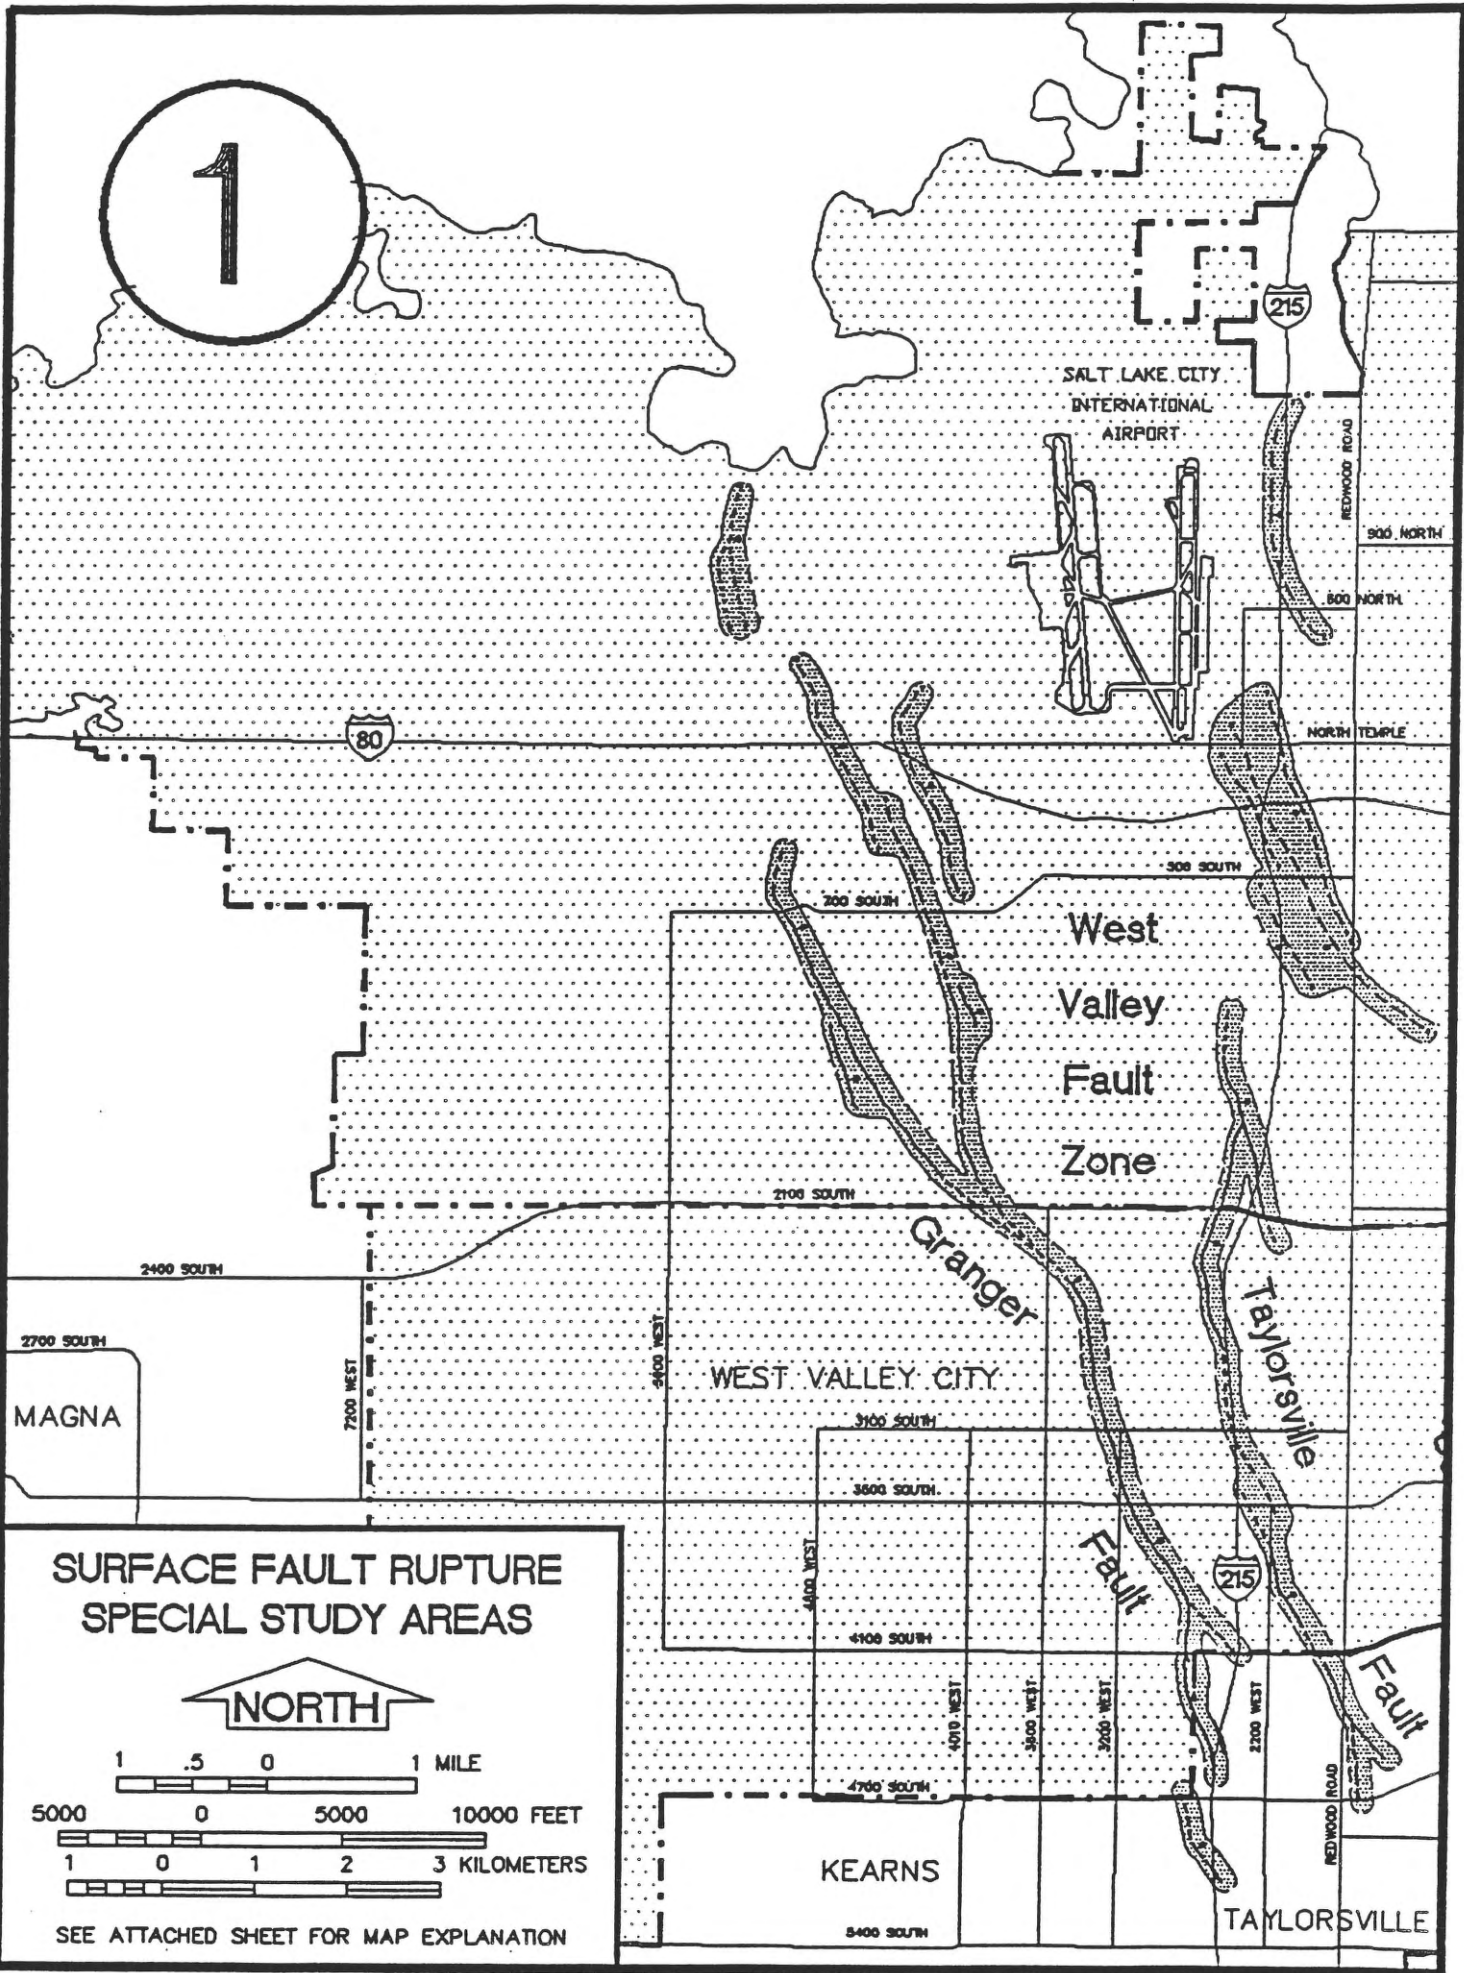 1
215
SALT LAKE CITY
INTERNATIONAL
AIRPORT
REDWOOD ROAD
900 NORTH
600 NORTH
80
NORTH TEMPLE
500 SOUTH
700 SOUTH
West
Valley
Fault
Zone
2100 SOUTH
Granger
2400 SOUTH
Taylorsville
2700 SOUTH
5600 WEST
7200 WEST
WEST VALLEY CITY
MAGNA
3100 SOUTH
3500 SOUTH
4800 WEST
Fault
215
4100 SOUTH
4010 WEST
3600 WEST
3200 WEST
2200 WEST
Fault
4700 SOUTH
REDWOOD ROAD
KEARNS
TAYLORSVILLE
5400 SOUTH
SURFACE FAULT RUPTURE
SPECIAL STUDY AREAS
NORTH
1 .5 0 1 MILE
5000 0 5000 10000 FEET
1 0 1 2 3 KILOMETERS
SEE ATTACHED SHEET FOR MAP EXPLANATION